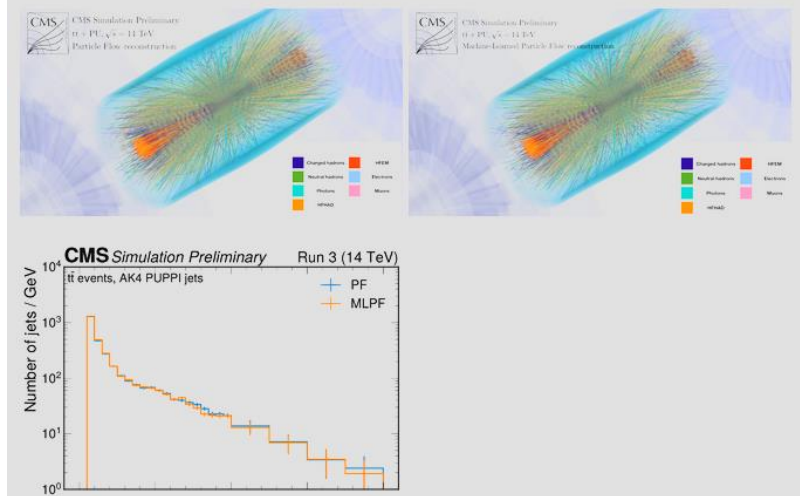 CMS
CMS Simulation Preliminary
tt̄ + PU, √s = 14 TeV
Particle Flow reconstruction
Charged hadrons
HFEM
Neutral hadrons
Electrons
Photons
Muons
HFHAD
CMS
CMS Simulation Preliminary
tt̄ + PU, √s = 14 TeV
Machine-Learned Particle Flow reconstruction
Charged hadrons
HFEM
Neutral hadrons
Electrons
Photons
Muons
HFHAD
CMS Simulation Preliminary Run 3 (14 TeV)
tt̄ events, AK4 PUPPI jets
PF
MLPF
Number of jets / GeV
10⁴
10³
10²
10¹
10⁰